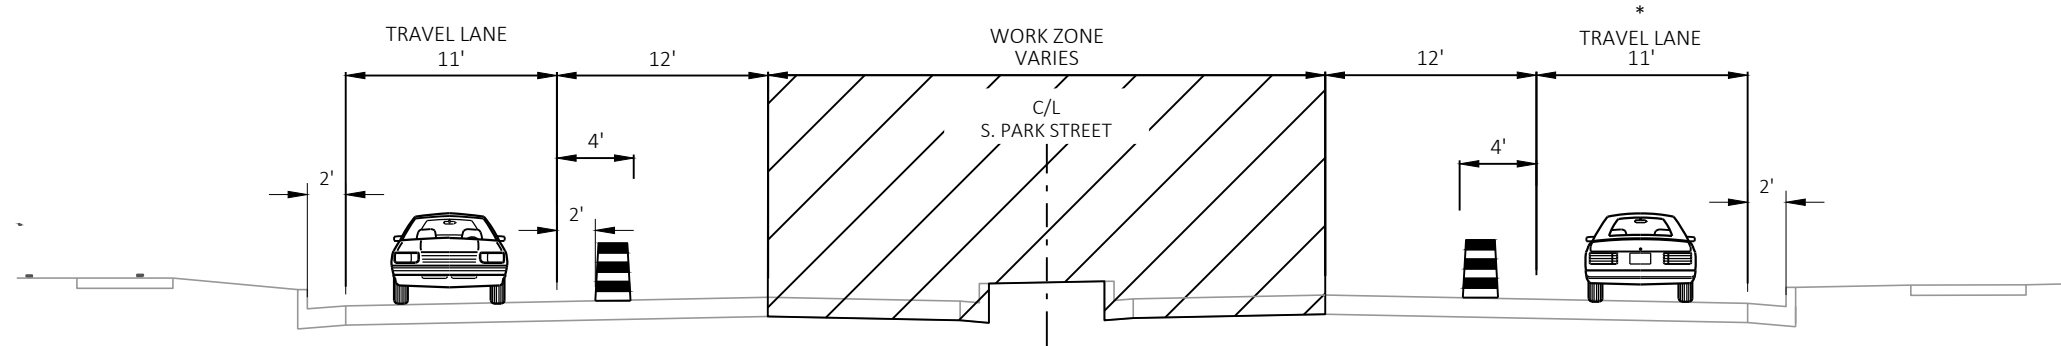 TRAVEL LANE
11'
12'
WORK ZONE
VARIES
12'
*
TRAVEL LANE
11'
C/L
S. PARK STREET
4'
4'
2'
2'
2'